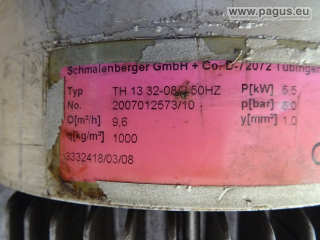 www.pagus.eu
Schmalenberger GmbH + Co. D-72072 Tübingen
Typ TH 13 32-08/2 50HZ P[kW] 5.5
No. 2007012573/10 p[bar] 6.0
Q[m³/h] 9,6 y[mm²] 1.0
q[kg/m³] 1000
3332418/03/08